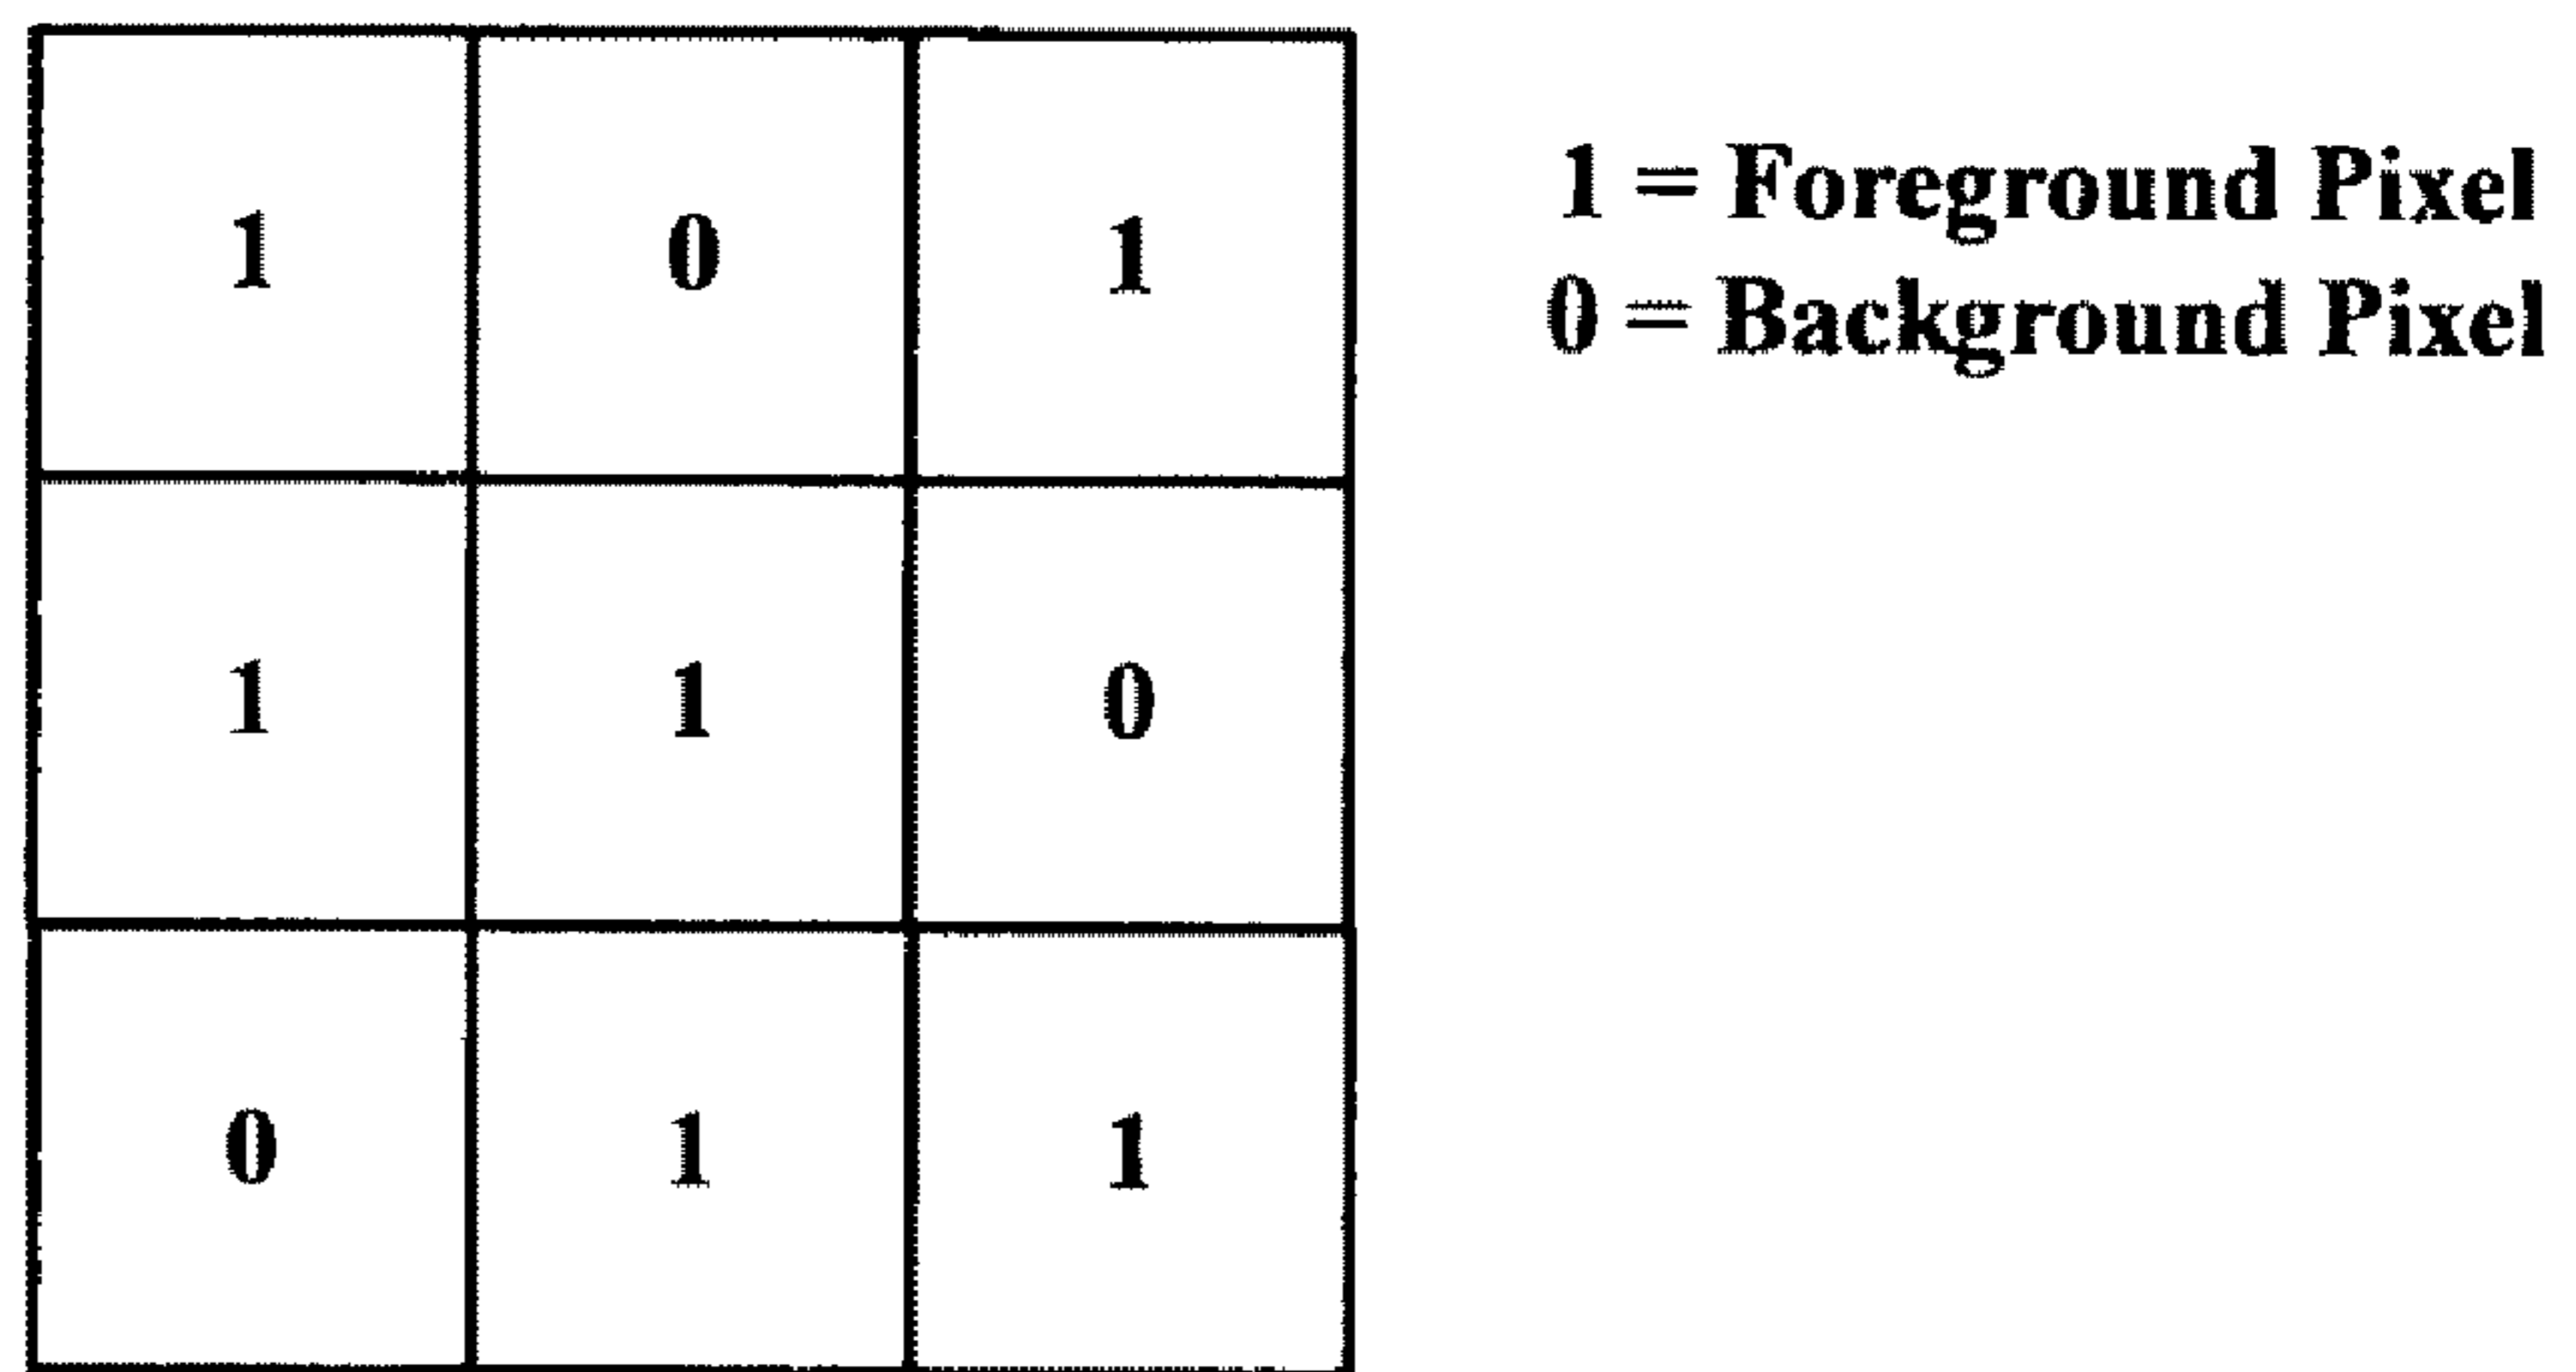 1 0 1
1 = Foreground Pixel
0 = Background Pixel
1 1 0
0 1 1